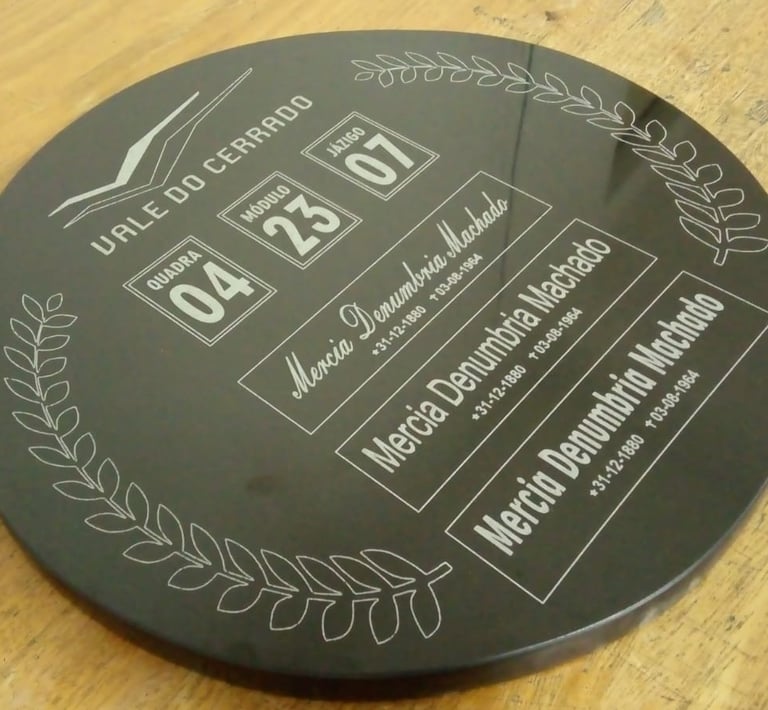 VALE DO CERRADO
QUADRA
04
MÓDULO
23
JÁZIGO
07
Mercia Denumbria Machado
*31-12-1880 †03-08-1964
Mercia Denumbria Machado
*31-12-1880 †03-08-1964
Mercia Denumbria Machado
*31-12-1880 †03-08-1964